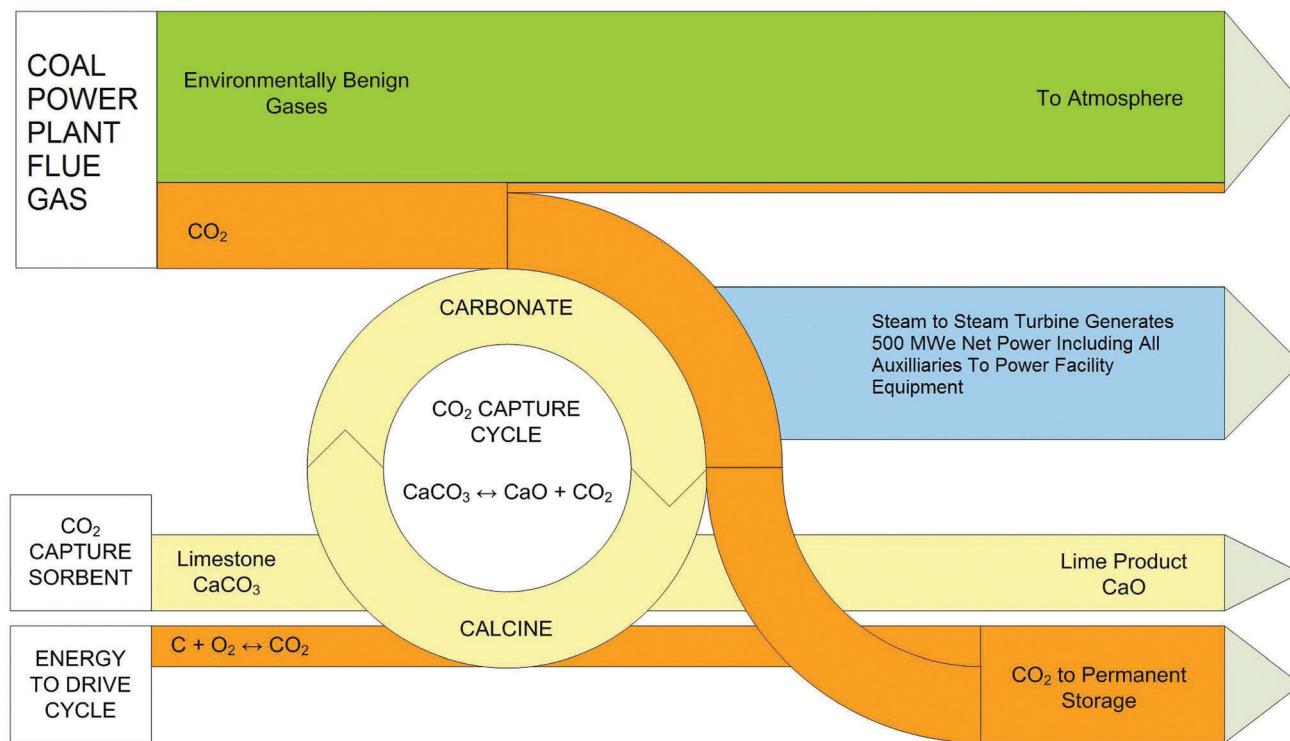 COAL
POWER
PLANT
FLUE
GAS
Environmentally Benign
Gases
To Atmosphere
CO₂
CARBONATE
Steam to Steam Turbine Generates
500 MWe Net Power Including All
Auxilliaries To Power Facility
Equipment
CO₂ CAPTURE
CYCLE
CaCO₃ ↔ CaO + CO₂
CO₂
CAPTURE
SORBENT
Limestone
CaCO₃
Lime Product
CaO
CALCINE
ENERGY
TO DRIVE
CYCLE
C + O₂ ↔ CO₂
CO₂ to Permanent
Storage